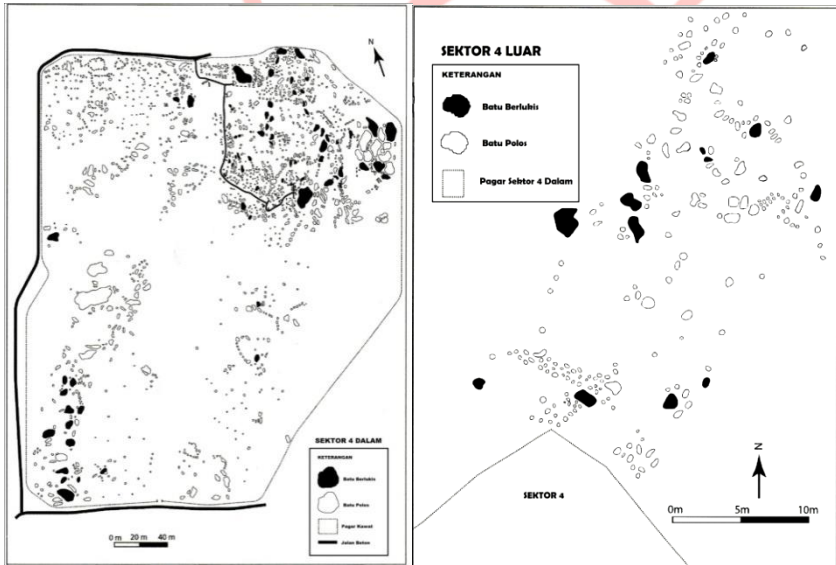 N
SEKTOR 4 DALAM
KETERANGAN
Batu Berlukis
Batu Polos
Pagar Kawat
Jalan Beton
0 m 20 m 40 m
SEKTOR 4 LUAR
KETERANGAN
Batu Berlukis
Batu Polos
Pagar Sektor 4 Dalam
SEKTOR 4
N
0m 5m 10m